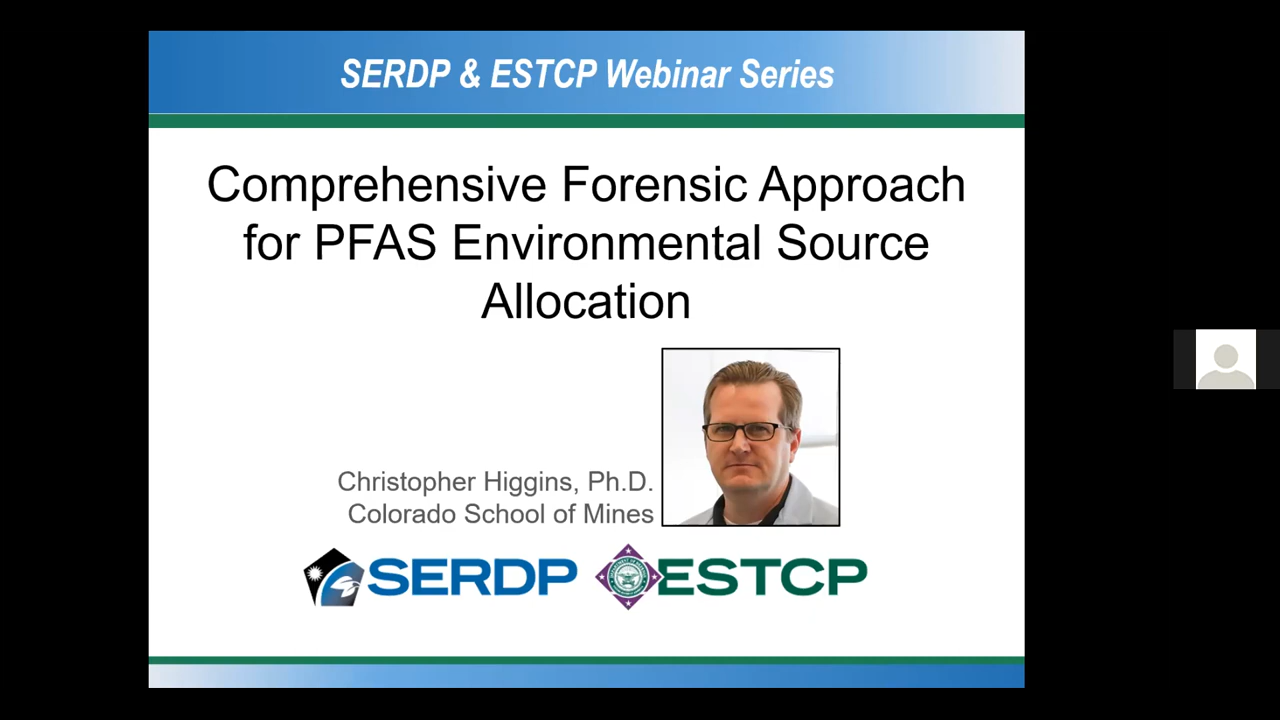 SERDP & ESTCP Webinar Series
Comprehensive Forensic Approach
for PFAS Environmental Source
Allocation
Christopher Higgins, Ph.D.
Colorado School of Mines
SERDP
ESTCP